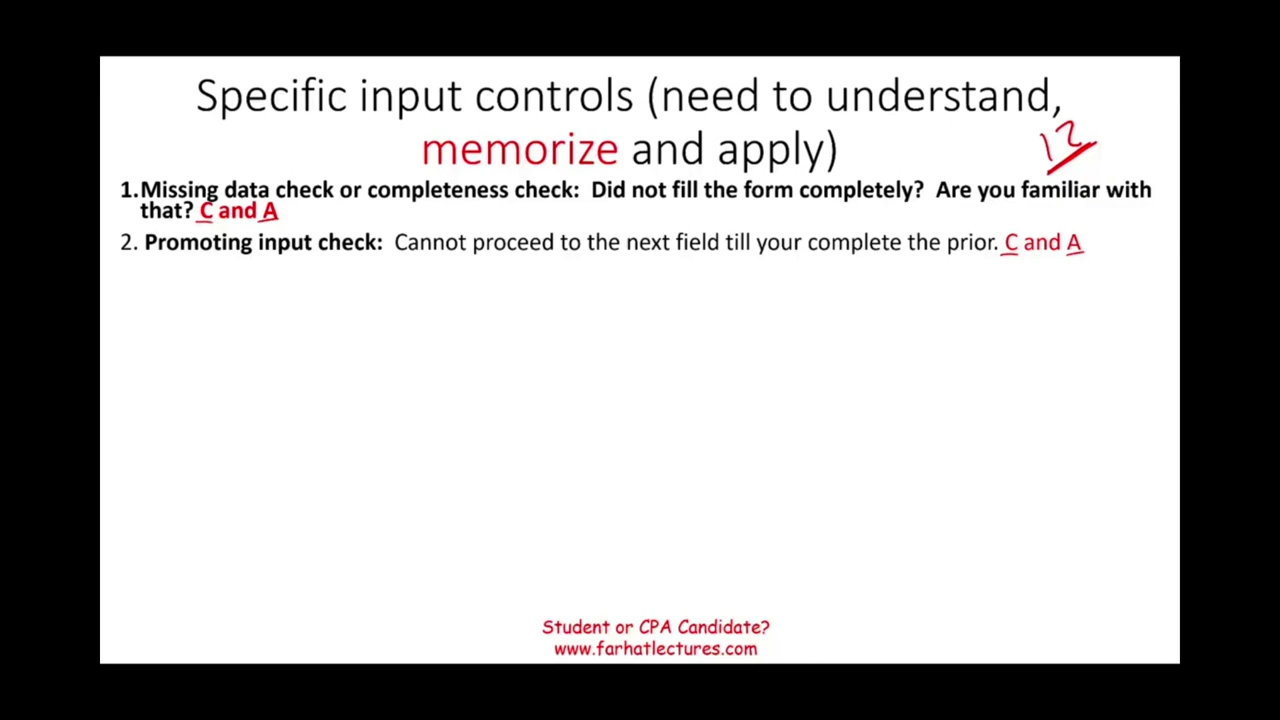 Specific input controls (need to understand,
memorize and apply)
12
1.Missing data check or completeness check: Did not fill the form completely? Are you familiar with
that? C and A
2. Promoting input check: Cannot proceed to the next field till your complete the prior. C and A
Student or CPA Candidate?
www.farhatlectures.com